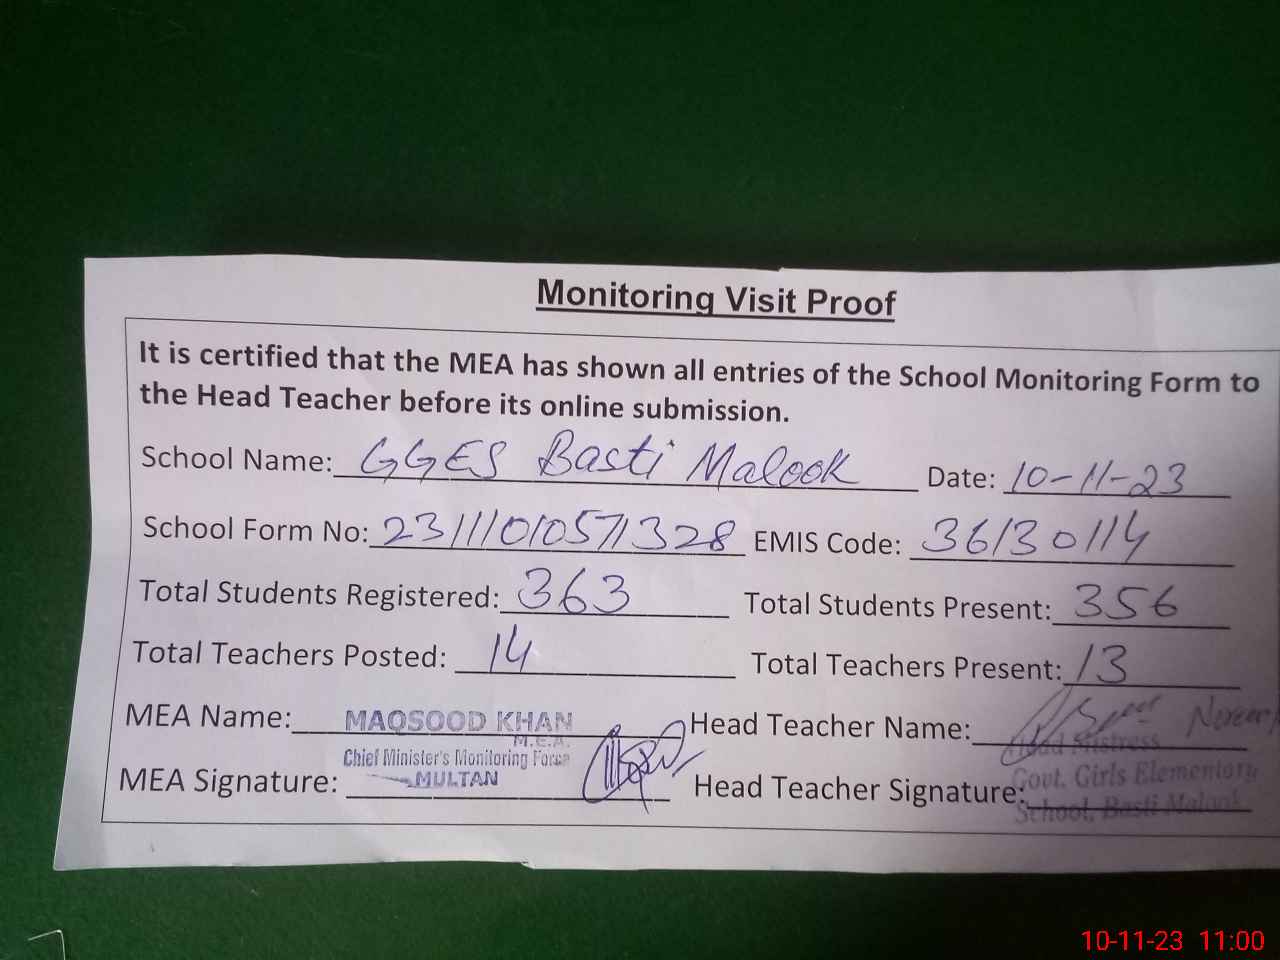 Monitoring Visit Proof
It is certified that the MEA has shown all entries of the School Monitoring Form to
the Head Teacher before its online submission.
School Name: GGES Basti Malook Date: 10-11-23
School Form No: 23111010571328 EMIS Code: 36130114
Total Students Registered: 363 Total Students Present: 356
Total Teachers Posted: 14 Total Teachers Present: 13
MEA Name: MAQSOOD KHAN Head Teacher Name:
M.E.A.
Head Mistress
Chief Minister's Monitoring Force
Govt. Girls Elementory
MULTAN
MEA Signature: Head Teacher Signature:
School, Basti Malook
10-11-23 11:00